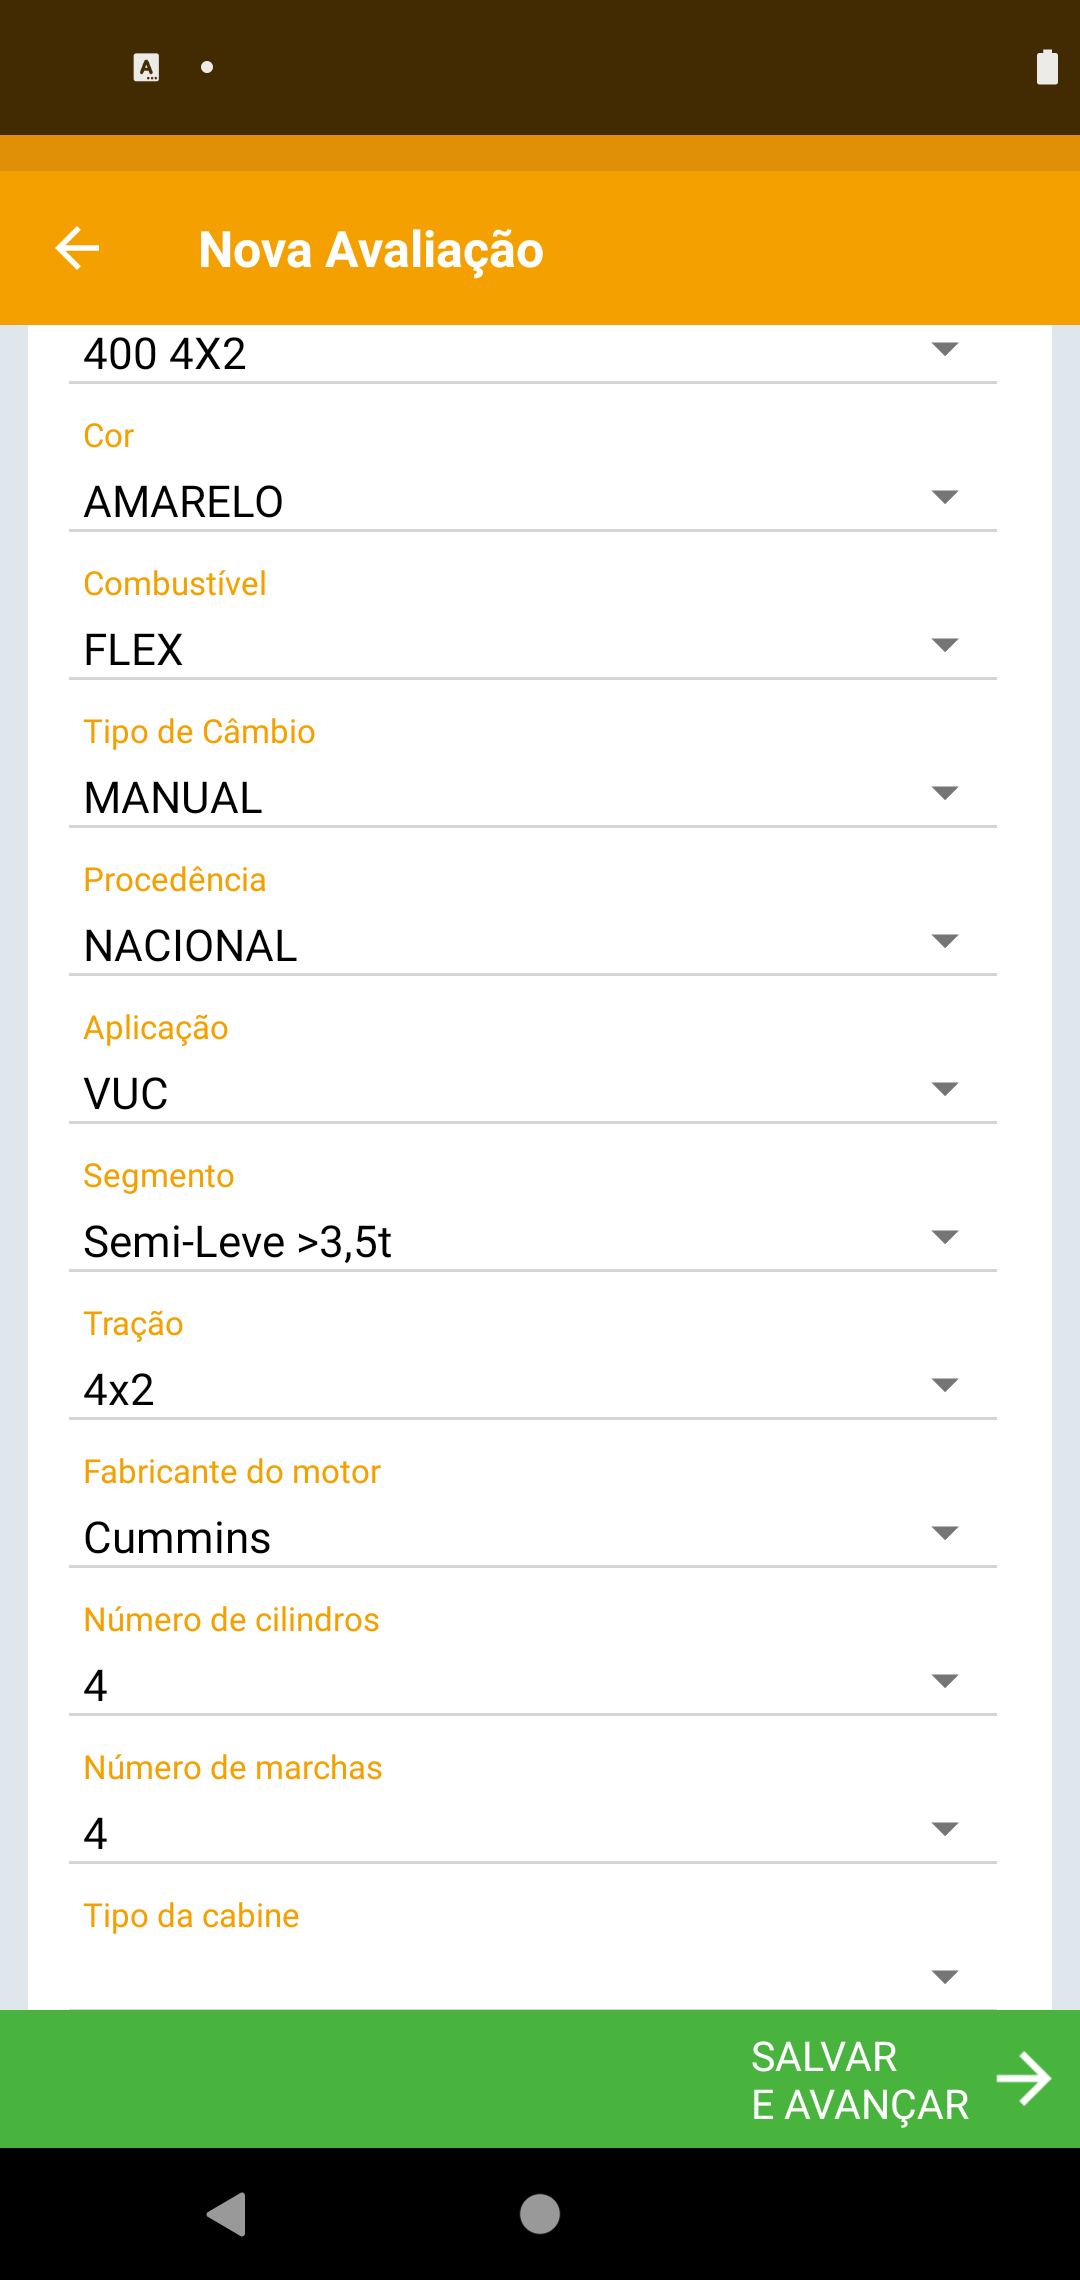 Nova Avaliação
400 4X2
Cor
AMARELO
Combustível
FLEX
Tipo de Câmbio
MANUAL
Procedência
NACIONAL
Aplicação
VUC
Segmento
Semi-Leve >3,5t
Tração
4x2
Fabricante do motor
Cummins
Número de cilindros
4
Número de marchas
4
Tipo da cabine
SALVAR
E AVANÇAR